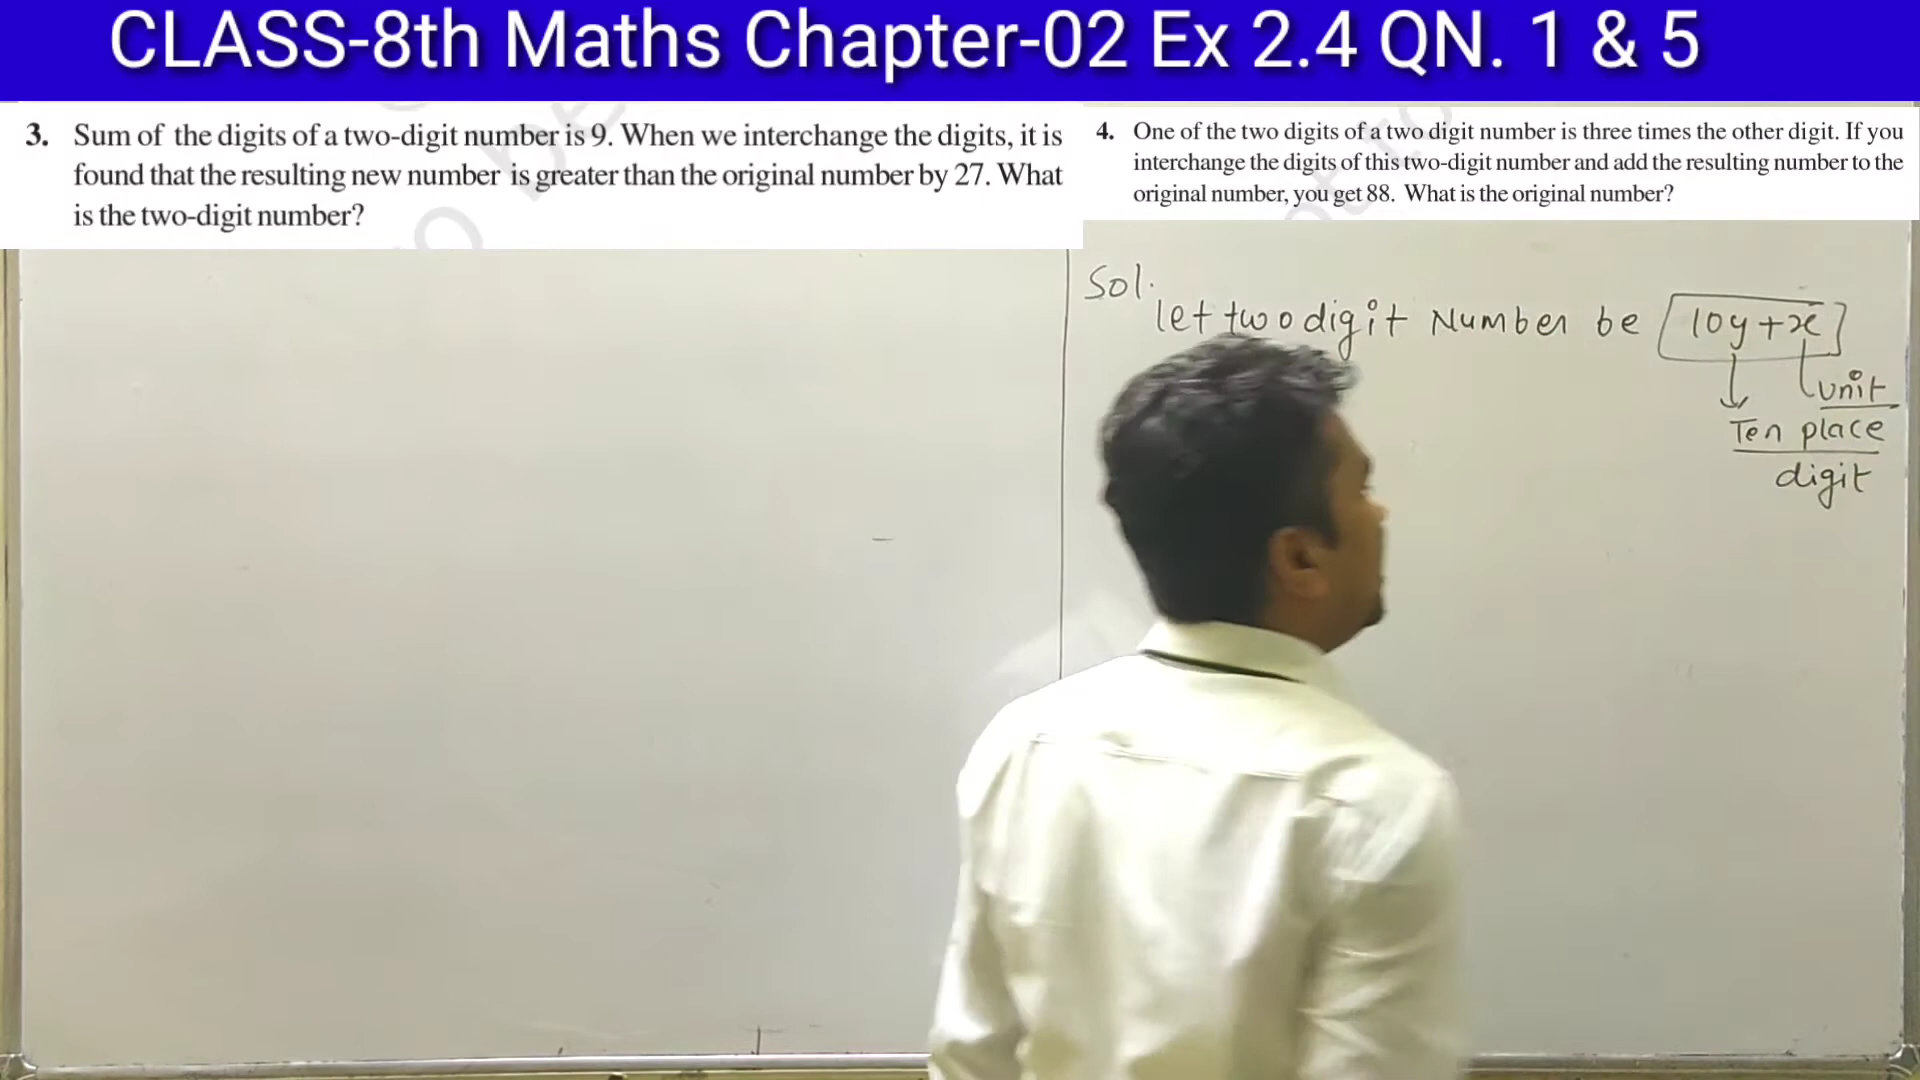 CLASS-8th Maths Chapter-02 Ex 2.4 QN. 1 & 5
3. Sum of the digits of a two-digit number is 9. When we interchange the digits, it is
found that the resulting new number is greater than the original number by 27. What
is the two-digit number?
4. One of the two digits of a two digit number is three times the other digit. If you
interchange the digits of this two-digit number and add the resulting number to the
original number, you get 88. What is the original number?
Sol.
let two digit Number be 10y+x
unit
Ten place
digit